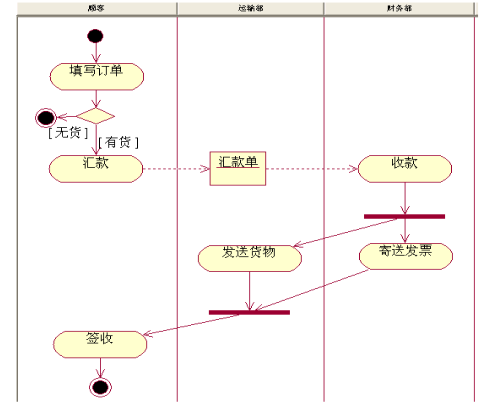 顾客 运输部 财务部
填写订单
[无货]
[有货]
汇款 汇款单 收款
发送货物 寄送发票
签收